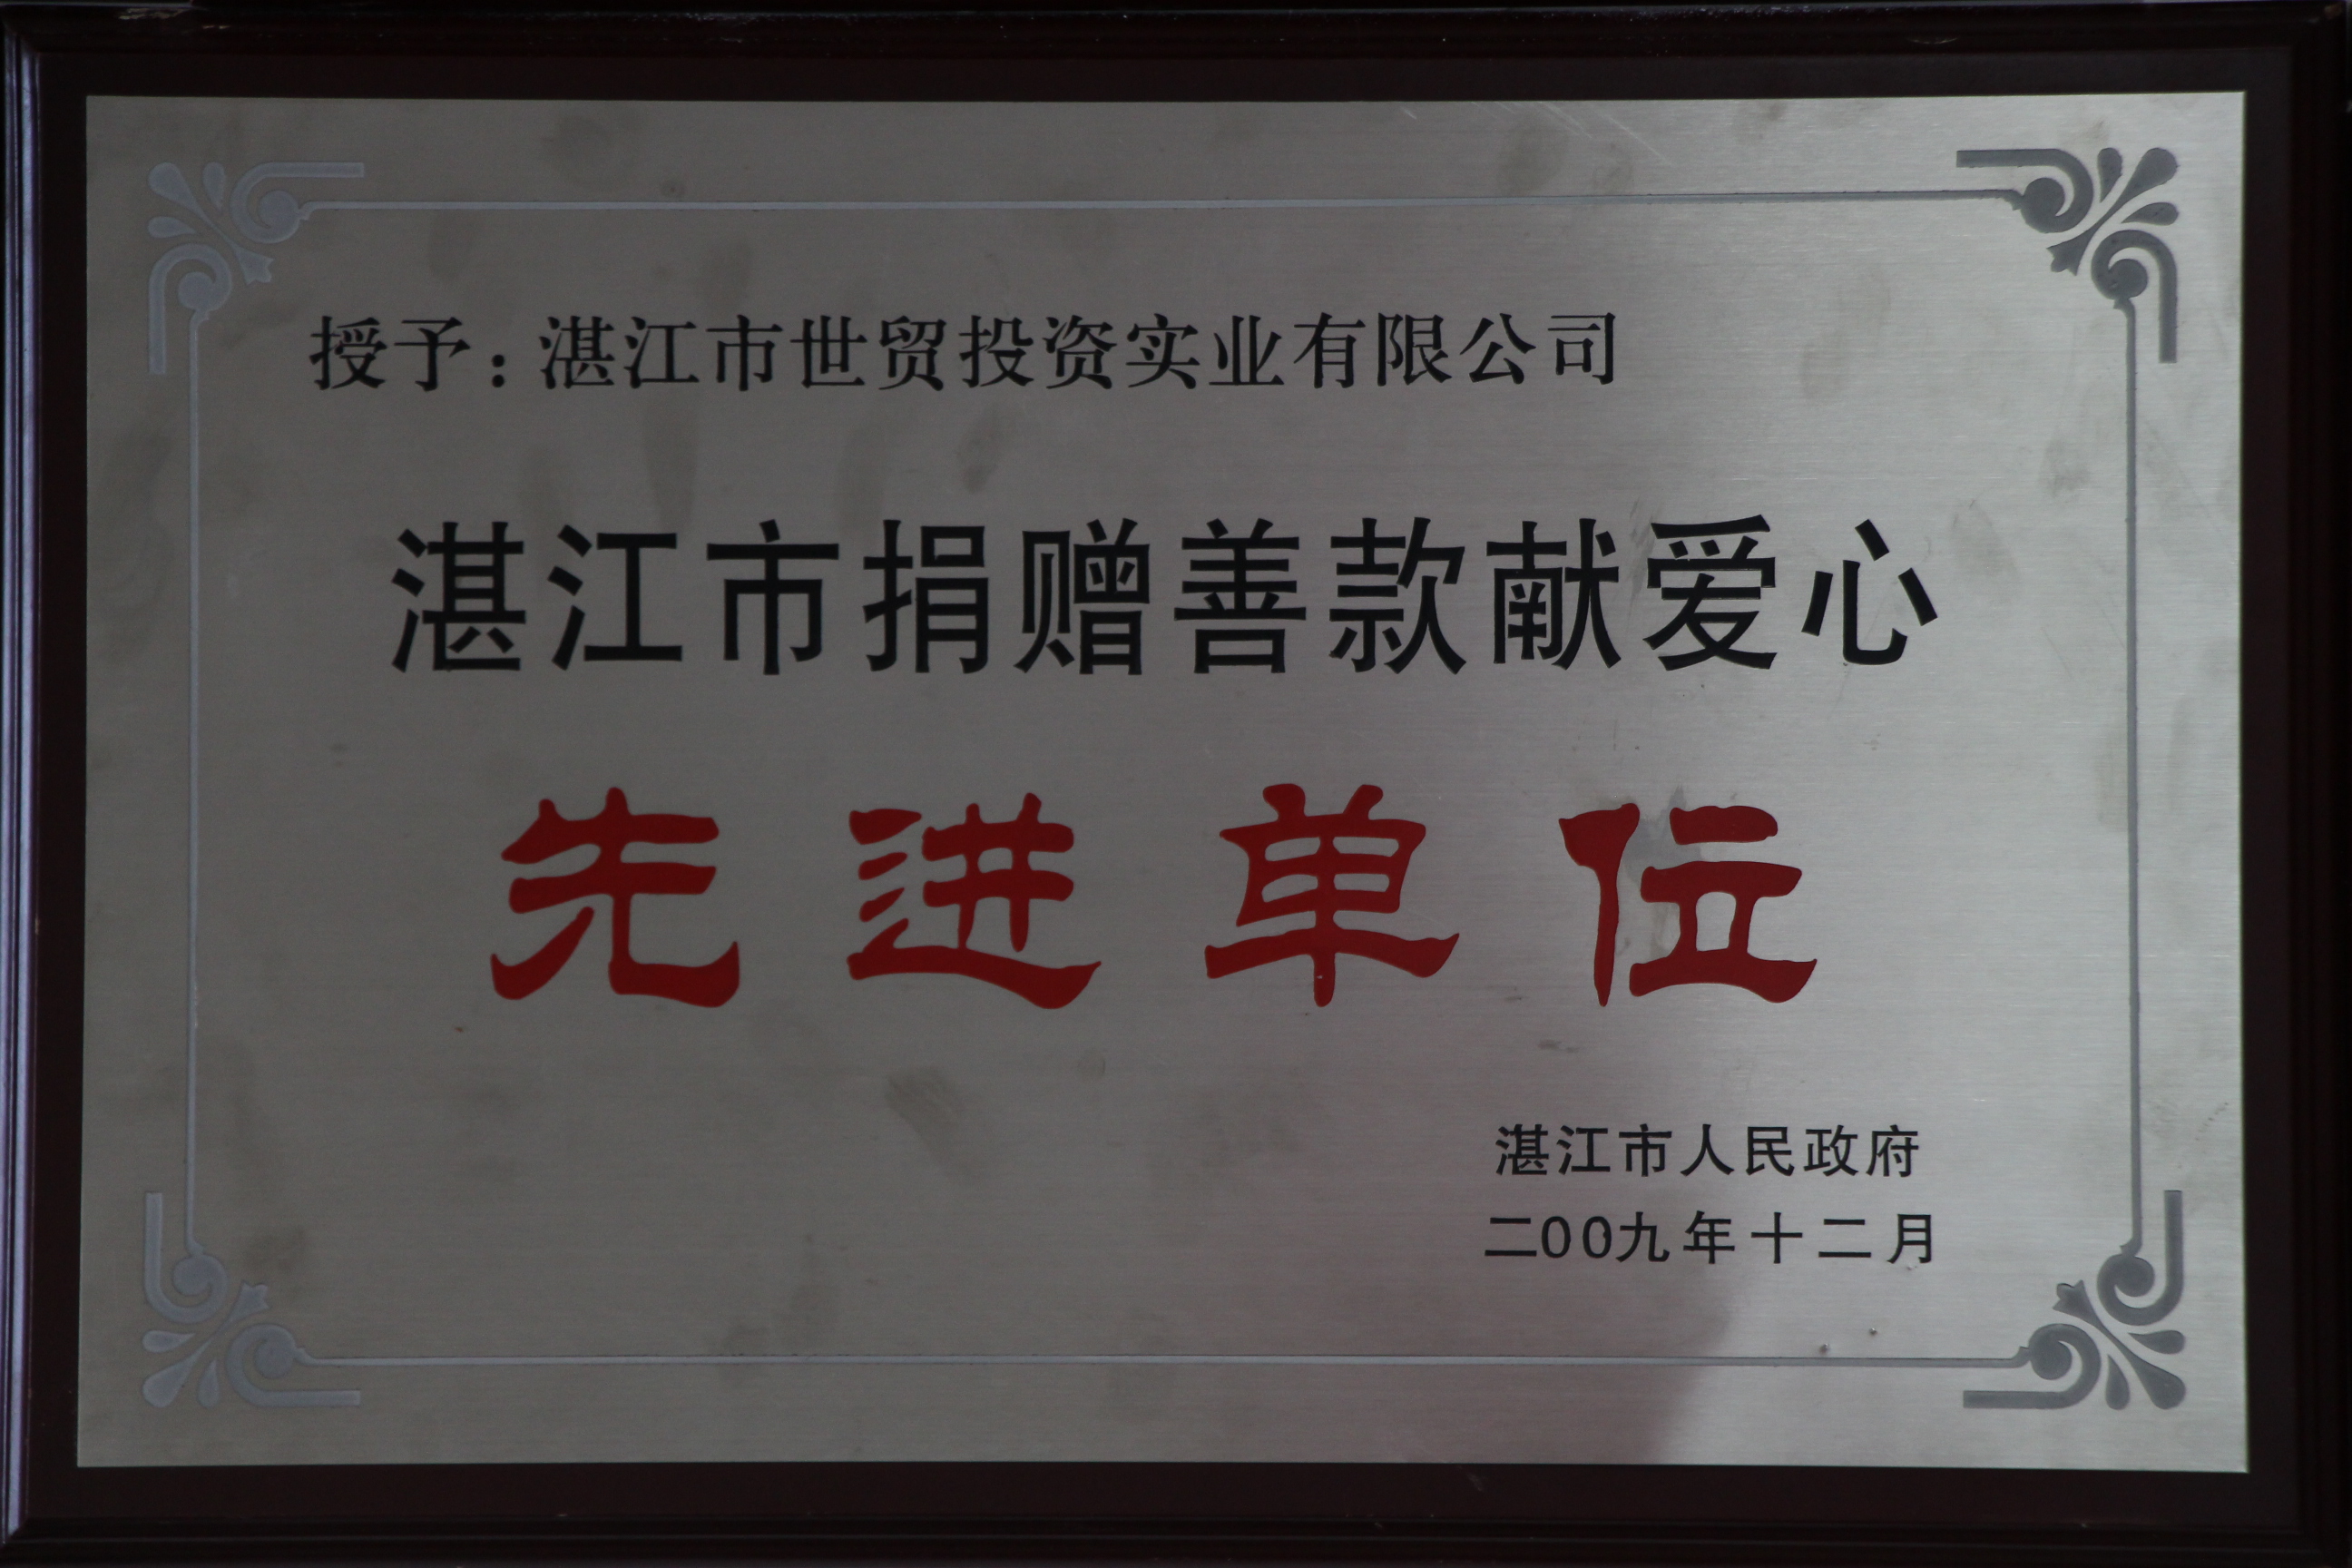 授予：湛江市世贸投资实业有限公司
湛江市捐赠善款献爱心
先进单位
湛江市人民政府
二00九年十二月